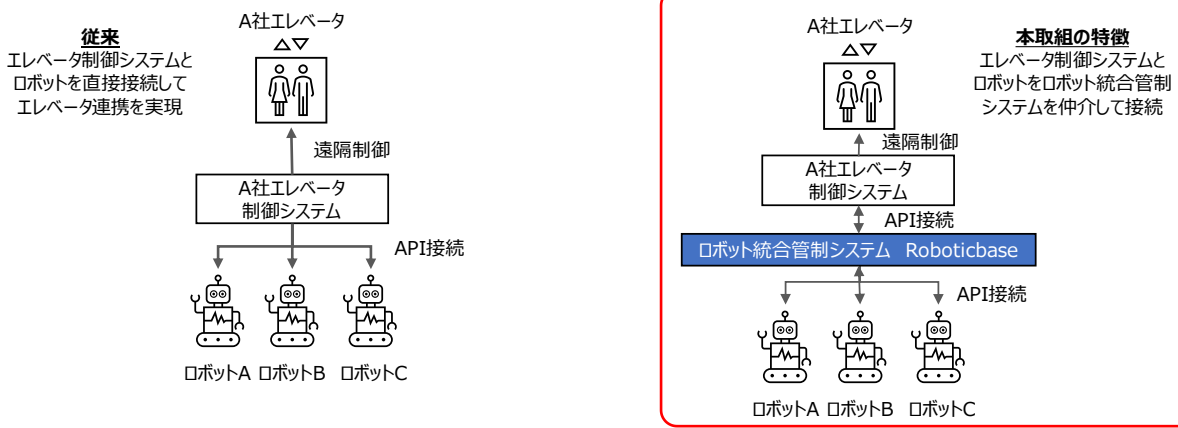 従来
エレベータ制御システムと
ロボットを直接接続して
エレベータ連携を実現
A社エレベータ
△▽
遠隔制御
A社エレベータ
制御システム
API接続
ロボットA ロボットB ロボットC
A社エレベータ
△▽
本取組の特徴
エレベータ制御システムと
ロボットをロボット統合管制
システムを仲介して接続
遠隔制御
A社エレベータ
制御システム
API接続
ロボット統合管制システム Roboticbase
API接続
ロボットA ロボットB ロボットC